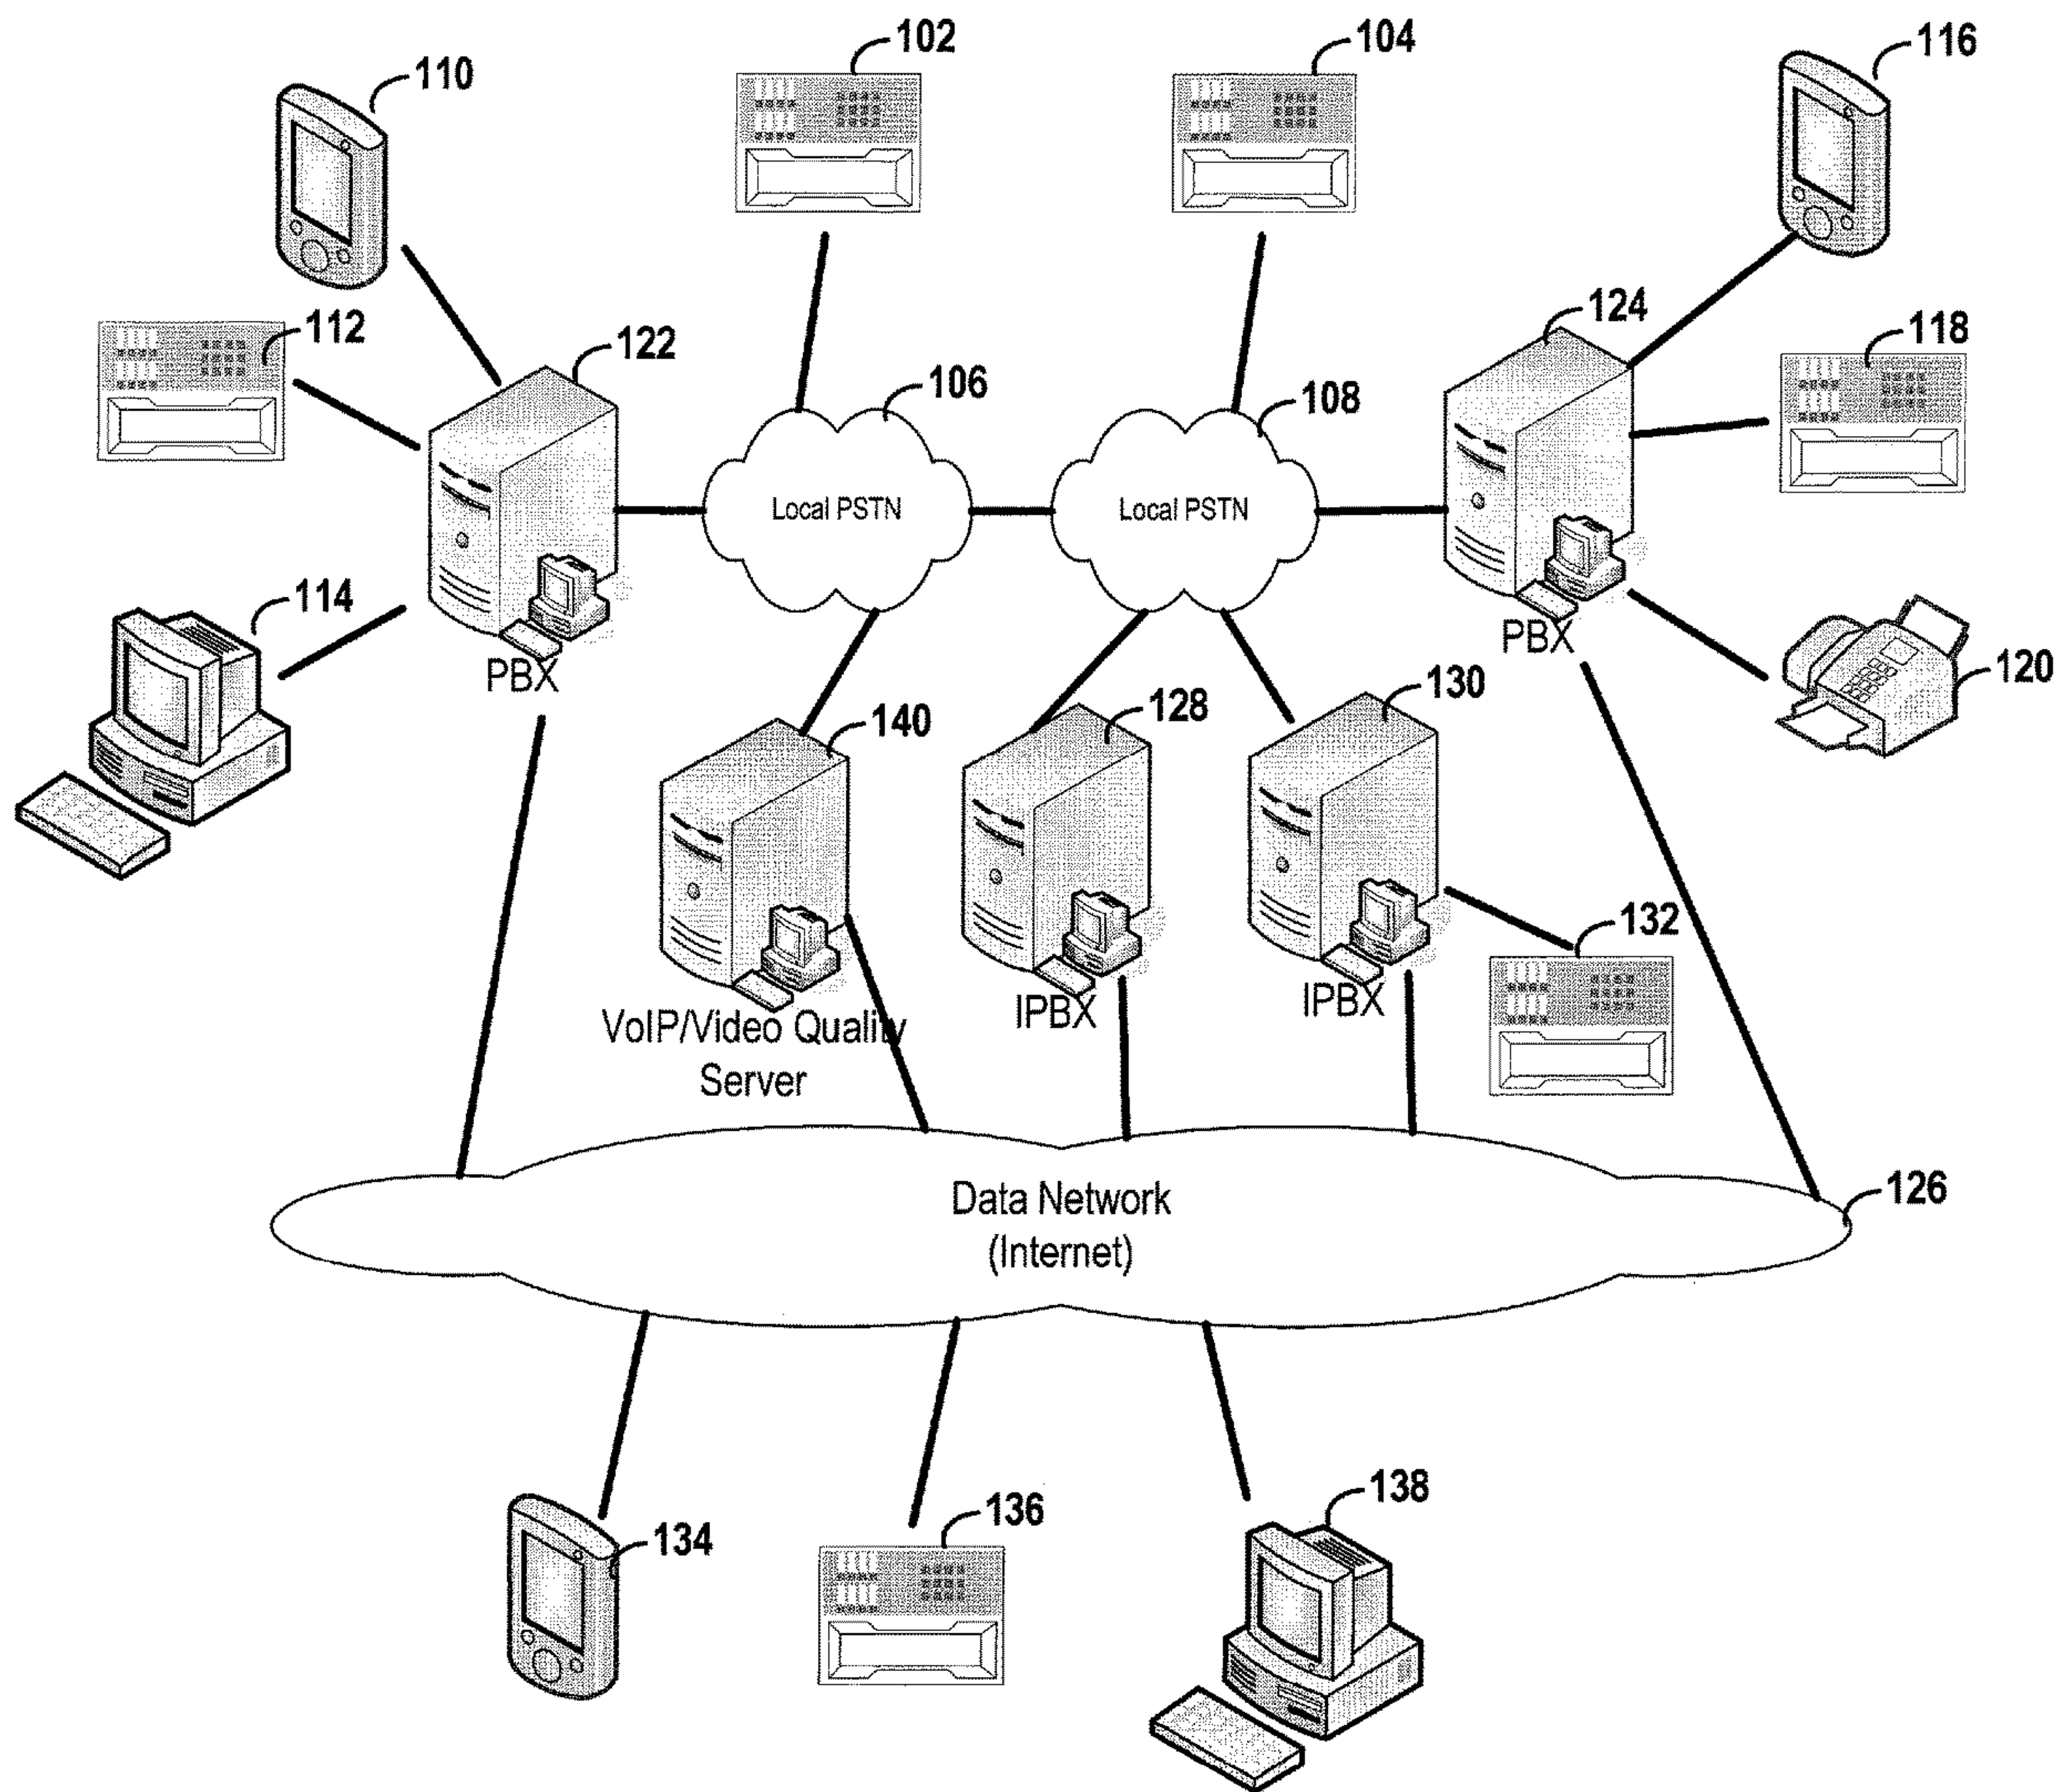 102
104
116
110
124
112
122
118
106
108
Local PSTN
Local PSTN
114
PBX
PBX
120
130
128
140
132
IPBX
IPBX
VoIP/Video Quality
Server
Data Network
(Internet)
126
138
136
134